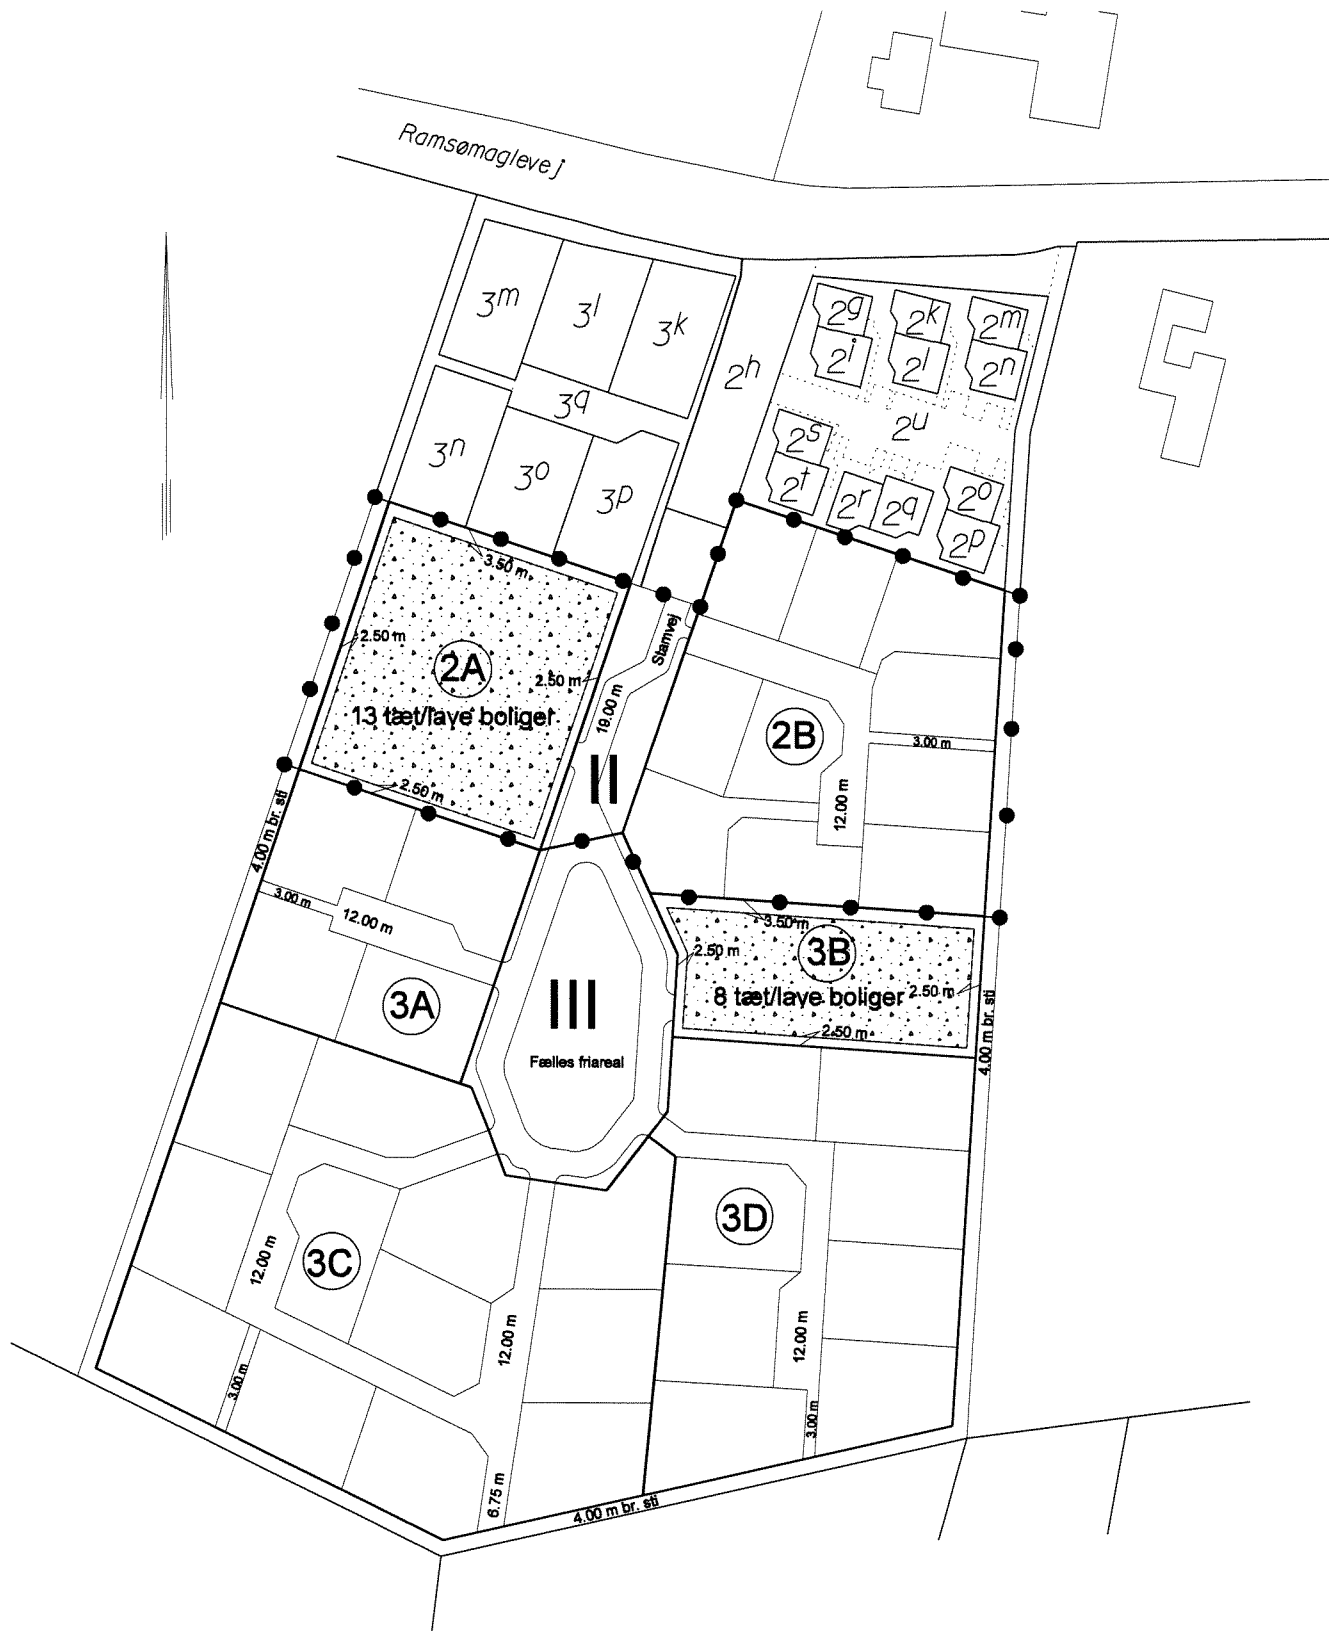 Ramsømaglevej
3m
3l
3k
2h
2g
2k
2m
2i
2l
2n
3q
2u
3n
3o
3p
2s
2t
2r
2q
2o
2p
3.50 m
2.50 m
2A
2.50 m
13 tæt/lave boliger
2.50 m
Stamvej
19.00 m
II
2B
3.00 m
12.00 m
4.00 m br. sti
3.00 m
12.00 m
3A
III
Fælles friareal
3.50 m
3B
2.50 m
8 tæt/lave boliger
2.50 m
2.50 m
4.00 m br. sti
3C
12.00 m
12.00 m
3.00 m
6.75 m
3D
12.00 m
3.00 m
4.00 m br. sti